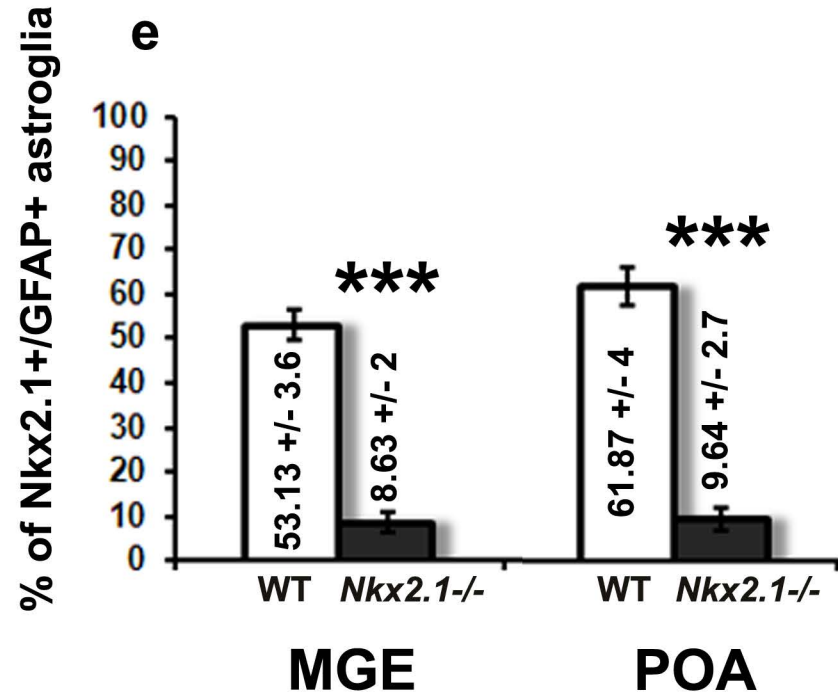 e
% of Nkx2.1+/GFAP+ astroglia
100
90
80
70
60
50
40
30
20
10
0
53.13 +/- 3.6
8.63 +/- 2
***
61.87 +/- 4
9.64 +/- 2.7
***
WT Nkx2.1-/- WT Nkx2.1-/-
MGE POA